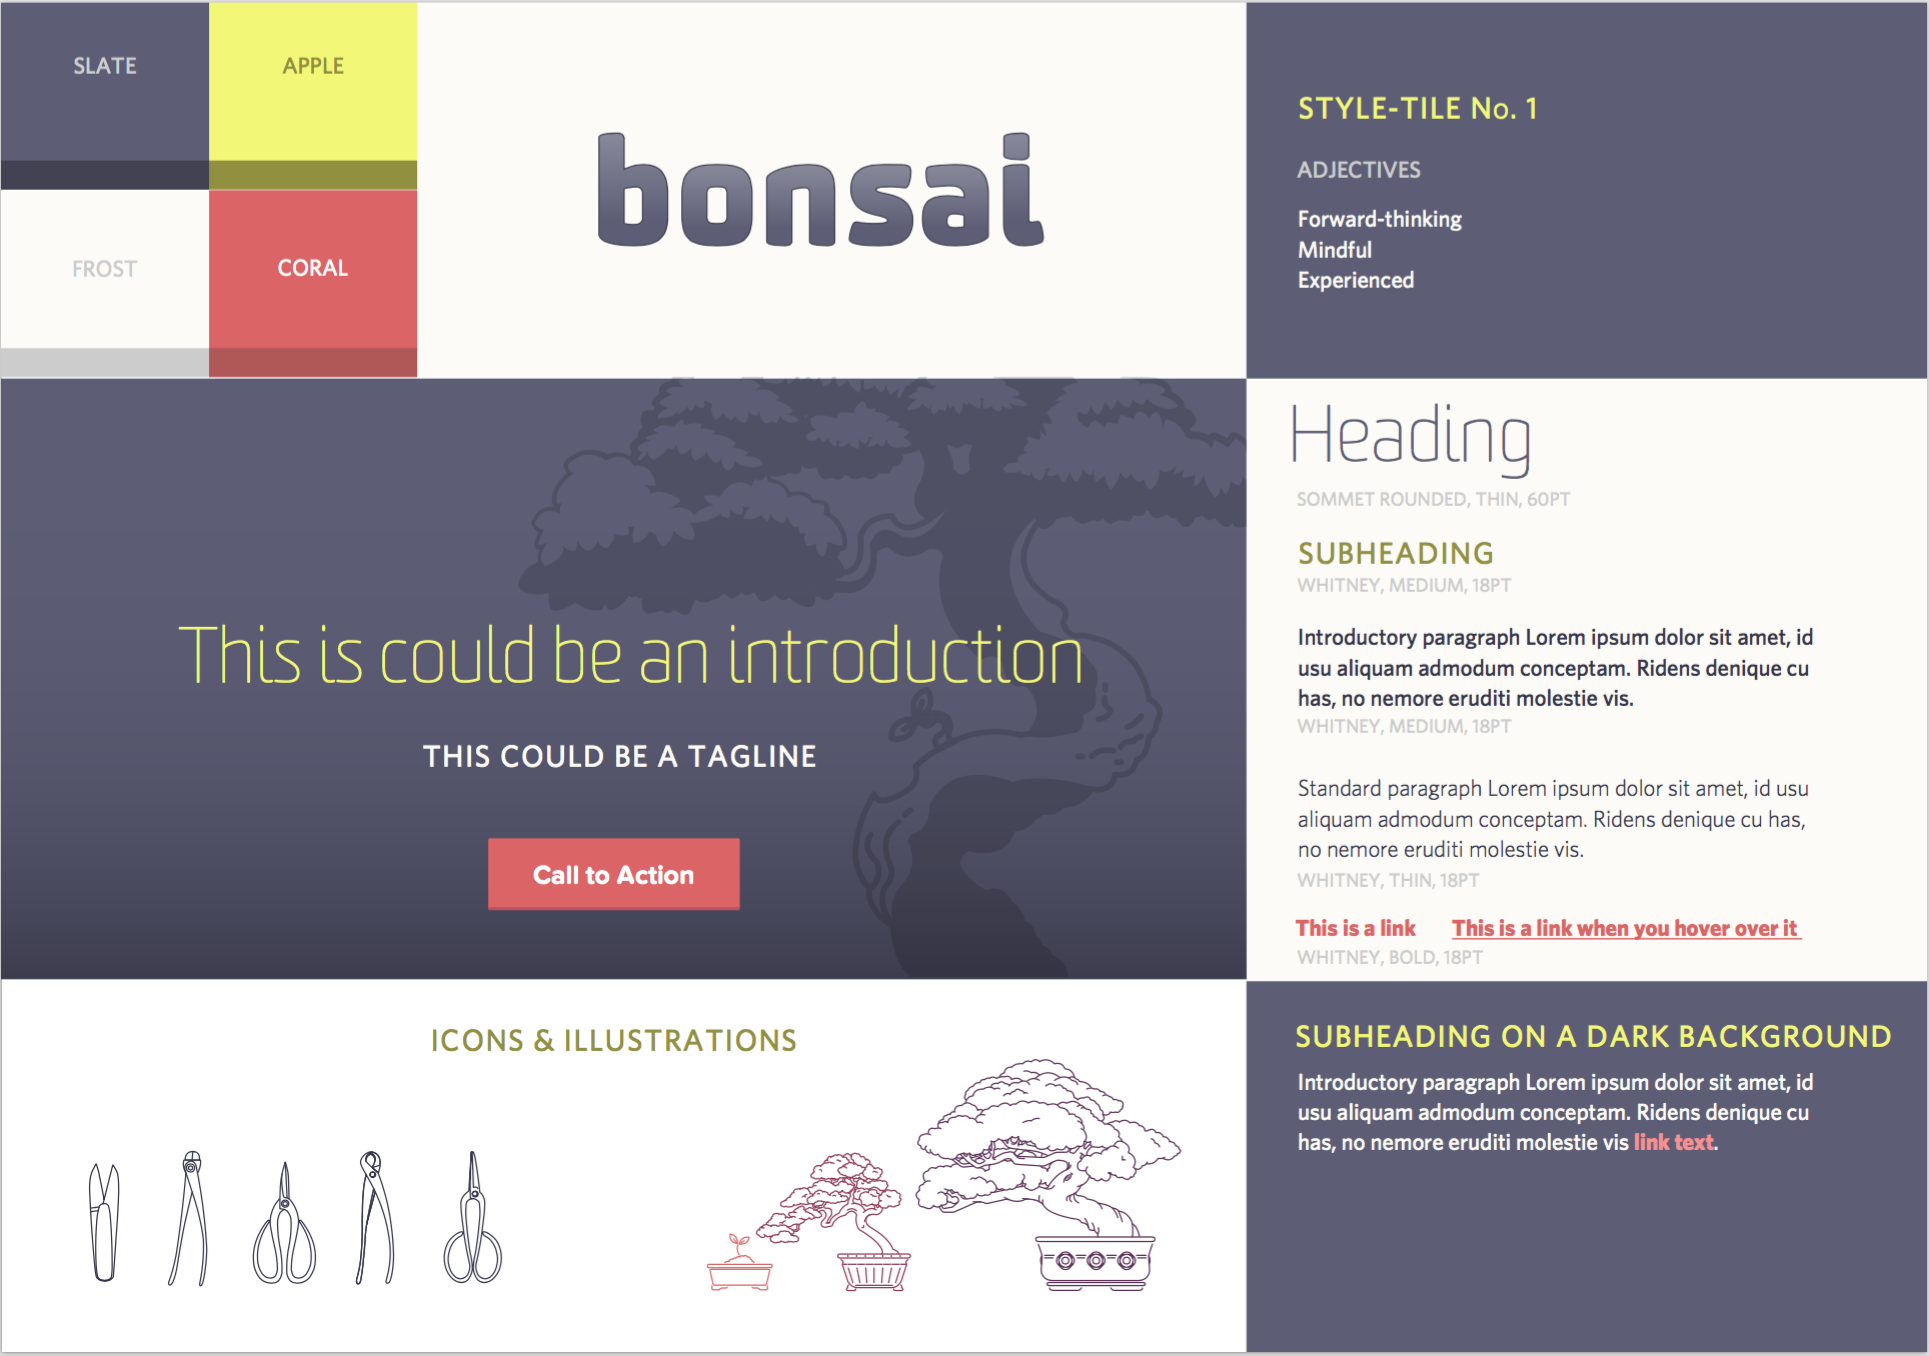 SLATE
APPLE
FROST
CORAL
bonsai
STYLE-TILE No. 1
ADJECTIVES
Forward-thinking
Mindful
Experienced
This is could be an introduction
THIS COULD BE A TAGLINE
Call to Action
Heading
SOMMET ROUNDED, THIN, 60PT
SUBHEADING
WHITNEY, MEDIUM, 18PT
Introductory paragraph Lorem ipsum dolor sit amet, id
usu aliquam admodum conceptam. Ridens denique cu
has, no nemore eruditi molestie vis.
WHITNEY, MEDIUM, 18PT
Standard paragraph Lorem ipsum dolor sit amet, id usu
aliquam admodum conceptam. Ridens denique cu has,
no nemore eruditi molestie vis.
WHITNEY, THIN, 18PT
This is a link This is a link when you hover over it
WHITNEY, BOLD, 18PT
ICONS & ILLUSTRATIONS
SUBHEADING ON A DARK BACKGROUND
Introductory paragraph Lorem ipsum dolor sit amet, id
usu aliquam admodum conceptam. Ridens denique cu
has, no nemore eruditi molestie vis link text.